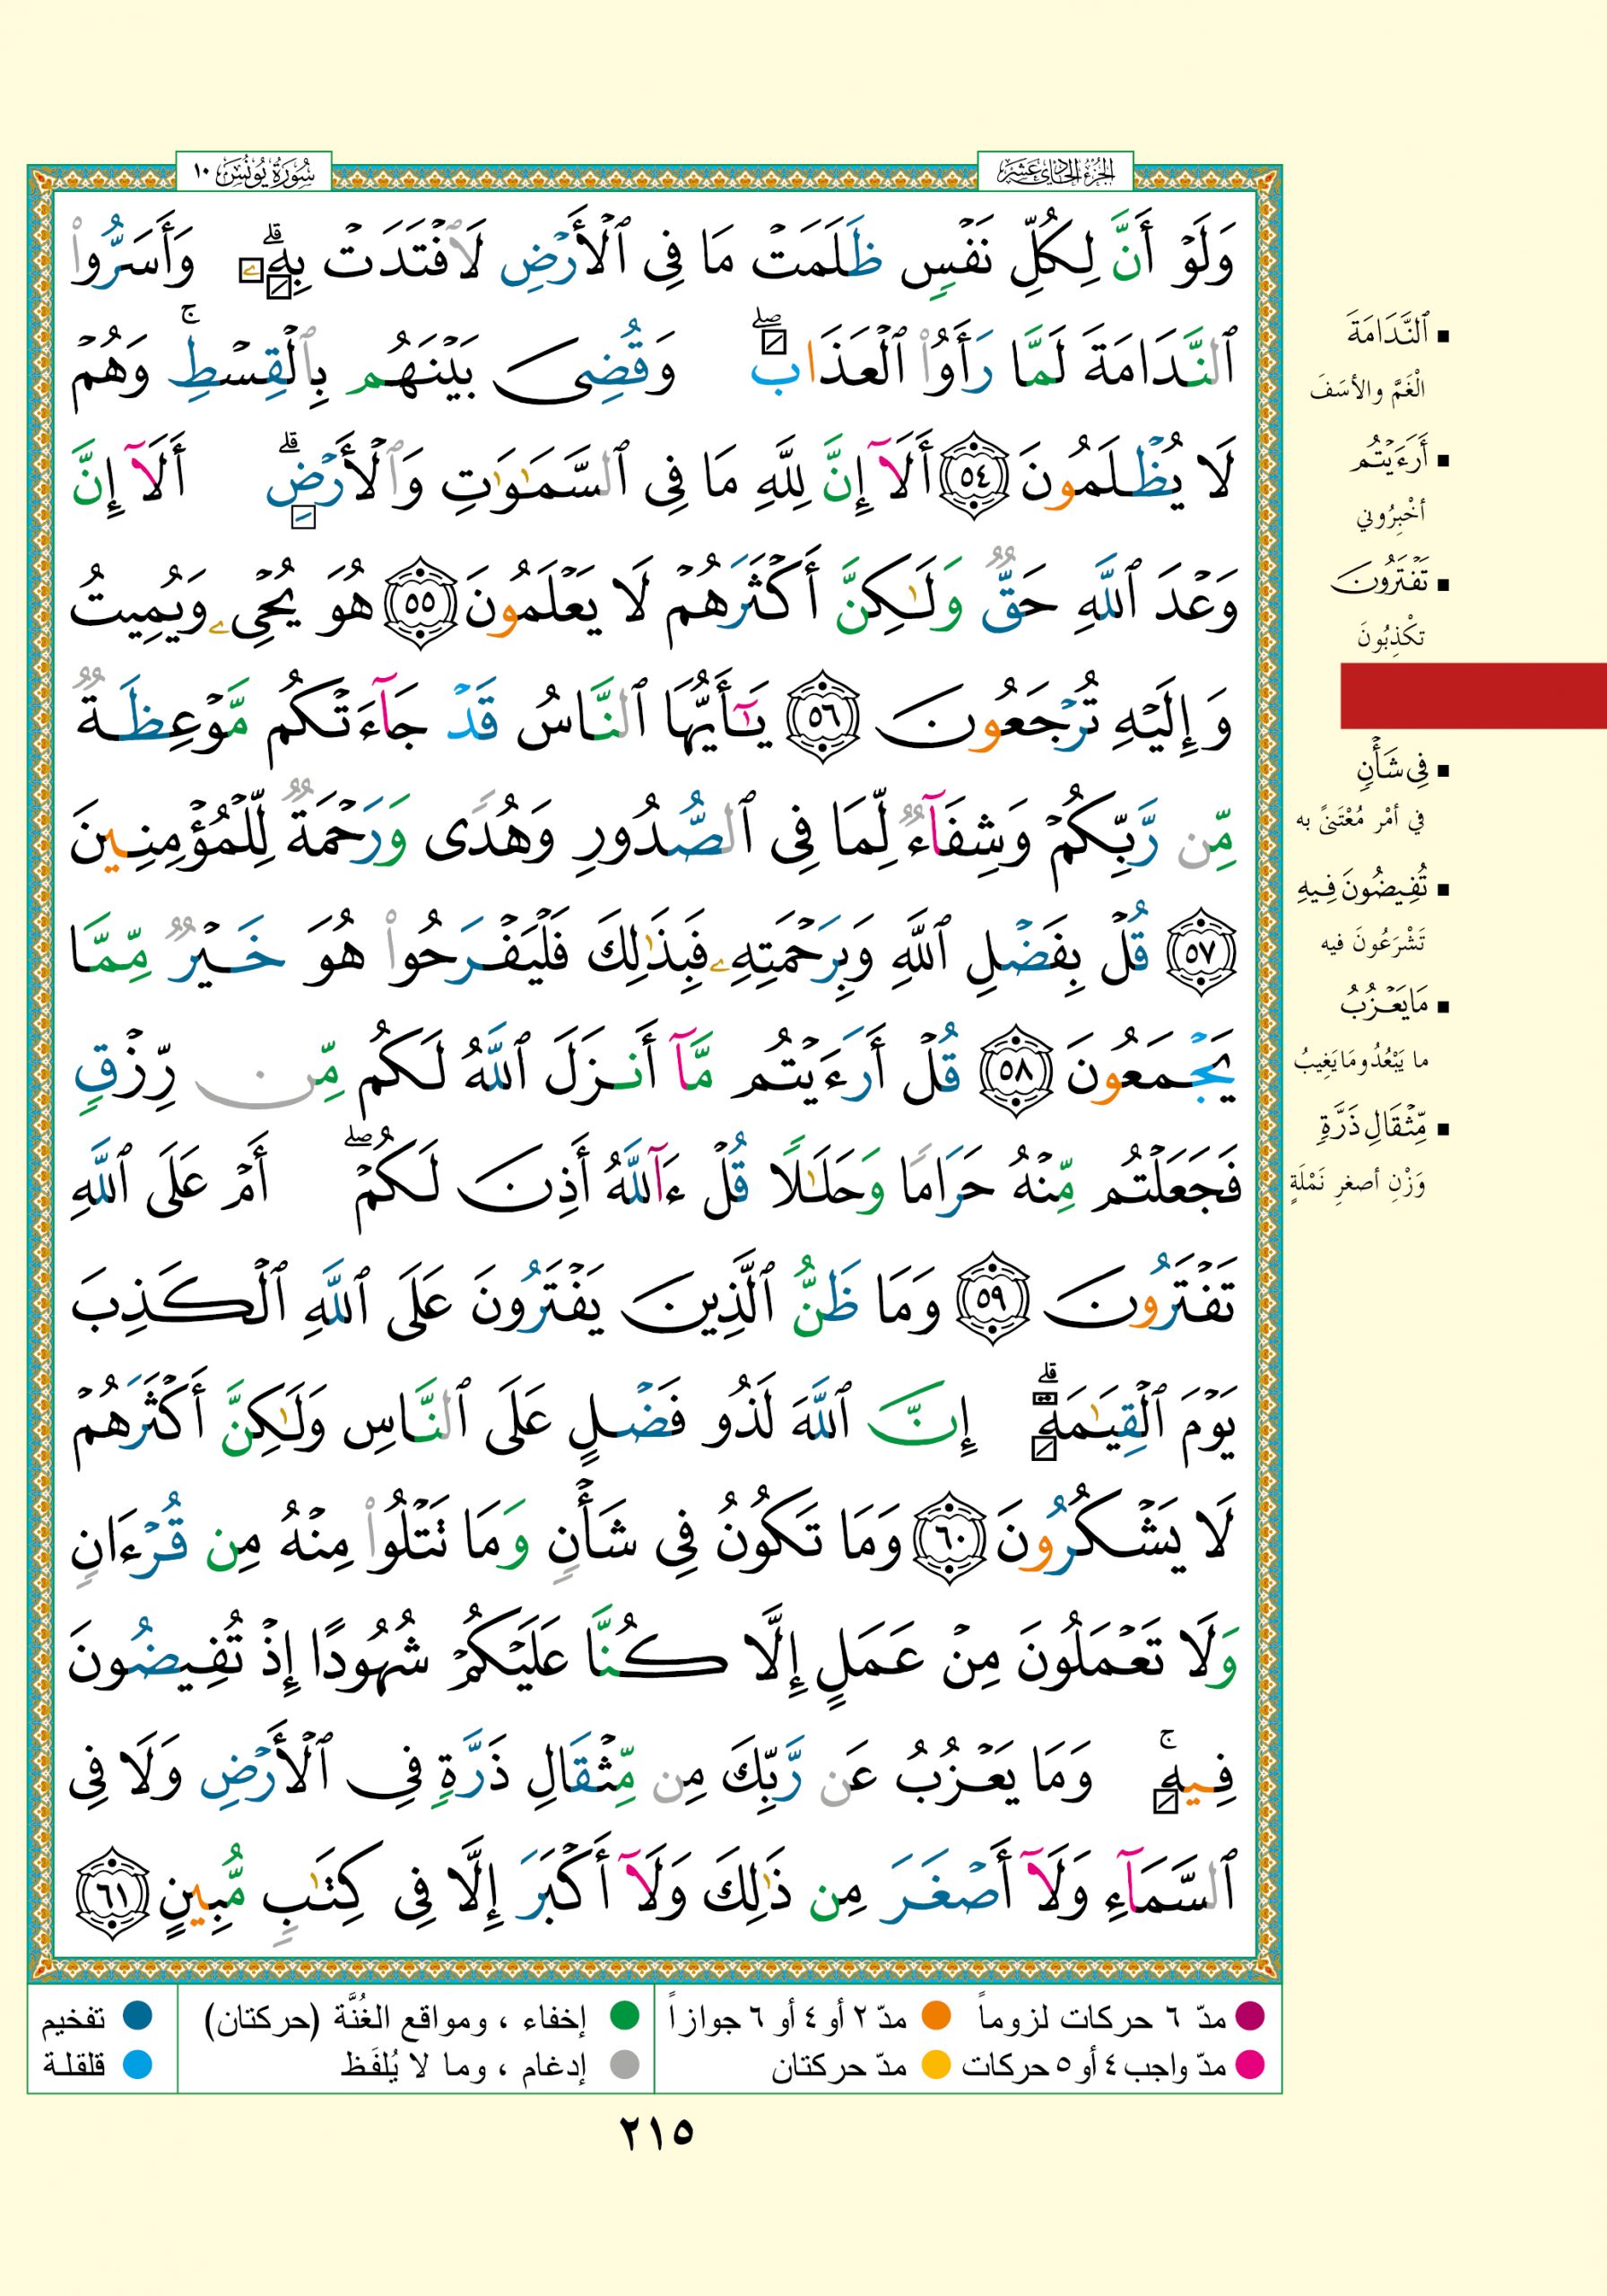 الجزء الحادي عشر
سورة يونس ١٠
وَلَوۡ أَنَّ لِكُلِّ نَفۡسٖ ظَلَمَتۡ مَا فِي ٱلۡأَرۡضِ لَٱفۡتَدَتۡ بِهِۦۗ وَأَسَرُّواْ
ٱلنَّدَامَةَ لَمَّا رَأَوُاْ ٱلۡعَذَابَۖ وَقُضِيَ بَيۡنَهُم بِٱلۡقِسۡطِۚ وَهُمۡ
لَا يُظۡلَمُونَ ٥٤ أَلَآ إِنَّ لِلَّهِ مَا فِي ٱلسَّمَٰوَٰتِ وَٱلۡأَرۡضِۗ أَلَآ إِنَّ
وَعۡدَ ٱللَّهِ حَقّٞ وَلَٰكِنَّ أَكۡثَرَهُمۡ لَا يَعۡلَمُونَ ٥٥ هُوَ يُحۡيِۦ وَيُمِيتُ
وَإِلَيۡهِ تُرۡجَعُونَ ٥٦ يَٰٓأَيُّهَا ٱلنَّاسُ قَدۡ جَآءَتۡكُم مَّوۡعِظَةٞ
مِّن رَّبِّكُمۡ وَشِفَآءٞ لِّمَا فِي ٱلصُّدُورِ وَهُدٗى وَرَحۡمَةٞ لِّلۡمُؤۡمِنِينَ
٥٧ قُلۡ بِفَضۡلِ ٱللَّهِ وَبِرَحۡمَتِهِۦ فَبِذَٰلِكَ فَلۡيَفۡرَحُواْ هُوَ خَيۡرٞ مِّمَّا
يَجۡمَعُونَ ٥٨ قُلۡ أَرَءَيۡتُم مَّآ أَنزَلَ ٱللَّهُ لَكُم مِّن رِّزۡقٖ
فَجَعَلۡتُم مِّنۡهُ حَرَامٗا وَحَلَٰلٗا قُلۡ ءَآللَّهُ أَذِنَ لَكُمۡۖ أَمۡ عَلَى ٱللَّهِ
تَفۡتَرُونَ ٥٩ وَمَا ظَنُّ ٱلَّذِينَ يَفۡتَرُونَ عَلَى ٱللَّهِ ٱلۡكَذِبَ
يَوۡمَ ٱلۡقِيَٰمَةِۗ إِنَّ ٱللَّهَ لَذُو فَضۡلٍ عَلَى ٱلنَّاسِ وَلَٰكِنَّ أَكۡثَرَهُمۡ
لَا يَشۡكُرُونَ ٦٠ وَمَا تَكُونُ فِي شَأۡنٖ وَمَا تَتۡلُواْ مِنۡهُ مِن قُرۡءَانٖ
وَلَا تَعۡمَلُونَ مِنۡ عَمَلٍ إِلَّا كُنَّا عَلَيۡكُمۡ شُهُودًا إِذۡ تُفِيضُونَ
فِيهِۚ وَمَا يَعۡزُبُ عَن رَّبِّكَ مِن مِّثۡقَالِ ذَرَّةٖ فِي ٱلۡأَرۡضِ وَلَا فِي
ٱلسَّمَآءِ وَلَآ أَصۡغَرَ مِن ذَٰلِكَ وَلَآ أَكۡبَرَ إِلَّا فِي كِتَٰبٖ مُّبِينٍ ٦١
▪ ٱلنَّدَامَةَ
الْغَمَّ والأسَفَ
▪ أَرَءَيۡتُم
أخْبِرُوني
▪ تَفۡتَرُونَ
تكْذِبُونَ
▪ فِي شَأۡنٖ
في أمْر مُعْتَنىً به
▪ تُفِيضُونَ فِيهِ
تَشْرَعُونَ فيه
▪ مَا يَعۡزُبُ
ما يَبْعُدُ ومَا يَغِيبُ
▪ مِّثۡقَالِ ذَرَّةٖ
وَزْنِ أصغرِ نَمْلَةٍ
مدّ ٦ حركات لزوماً مدّ ٢ أو ٤ أو ٦ جوازاً
مدّ واجب ٤ أو ٥ حركات مدّ حركتان
إخفاء ، ومواقع الغُنَّة (حركتان)
إدغام ، وما لا يُلفَظ
تفخيم
قلقلة
٢١٥